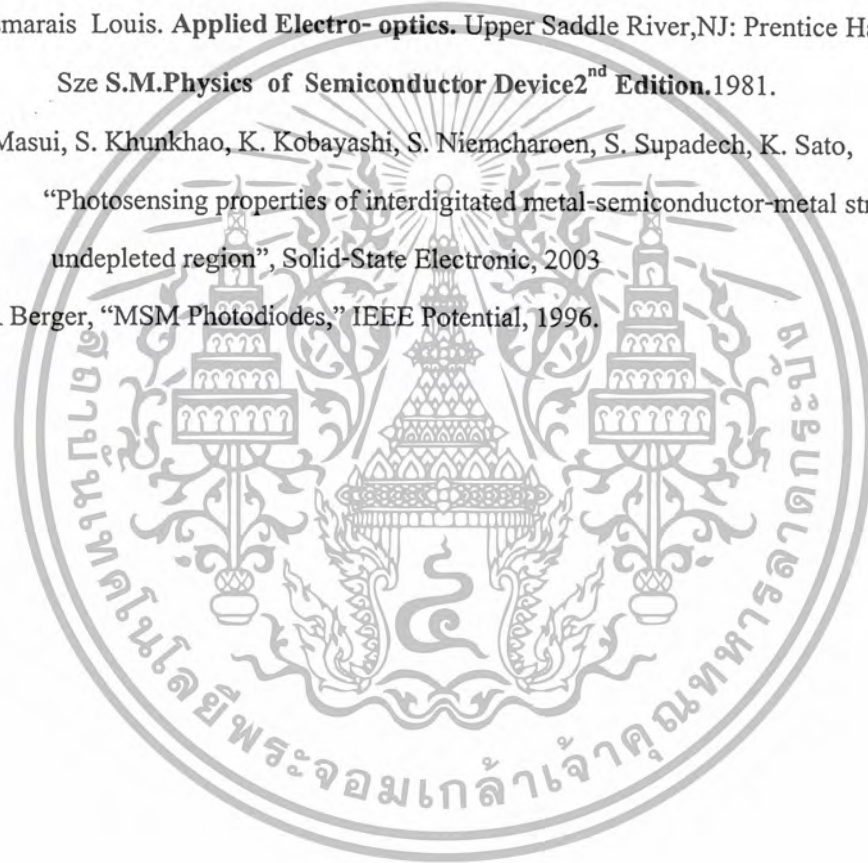 smarais Louis. Applied Electro- optics. Upper Saddle River,NJ: Prentice Ha
Sze S.M.Physics of Semiconductor Device2nd Edition.1981.
Masui, S. Khunkhao, K. Kobayashi, S. Niemcharoen, S. Supadech, K. Sato,
“Photosensing properties of interdigitated metal-semiconductor-metal str
undepleted region”, Solid-State Electronic, 2003
Berger, “MSM Photodiodes,” IEEE Potential, 1996.
สถาบันเทคโนโลยีพระจอมเกล้าเจ้าคุณทหารลาดกระบัง
๔